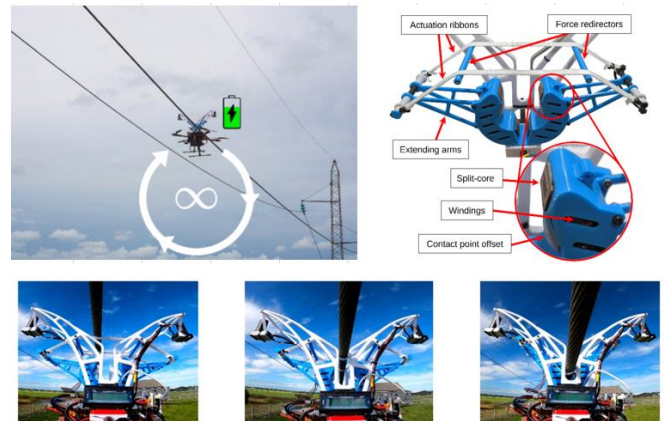 ∞
Actuation ribbons
Force redirectors
Extending arms
Split-core
Windings
Contact point offset